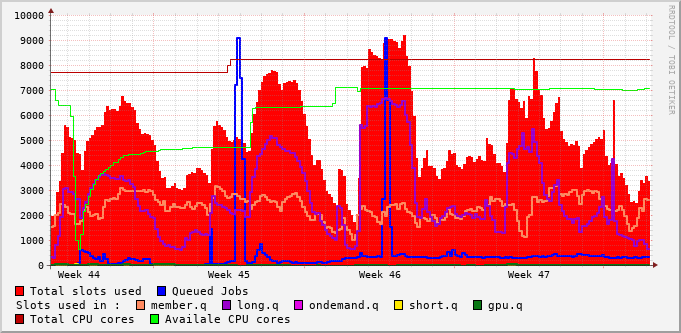 10000
9000
8000
7000
6000
5000
4000
3000
2000
1000
0
Week 44 Week 45 Week 46 Week 47
RRDTOOL / TOBI OETIKER
Total slots used Queued Jobs
Slots used in : member.q long.q ondemand.q short.q gpu.q
Total CPU cores Availale CPU cores